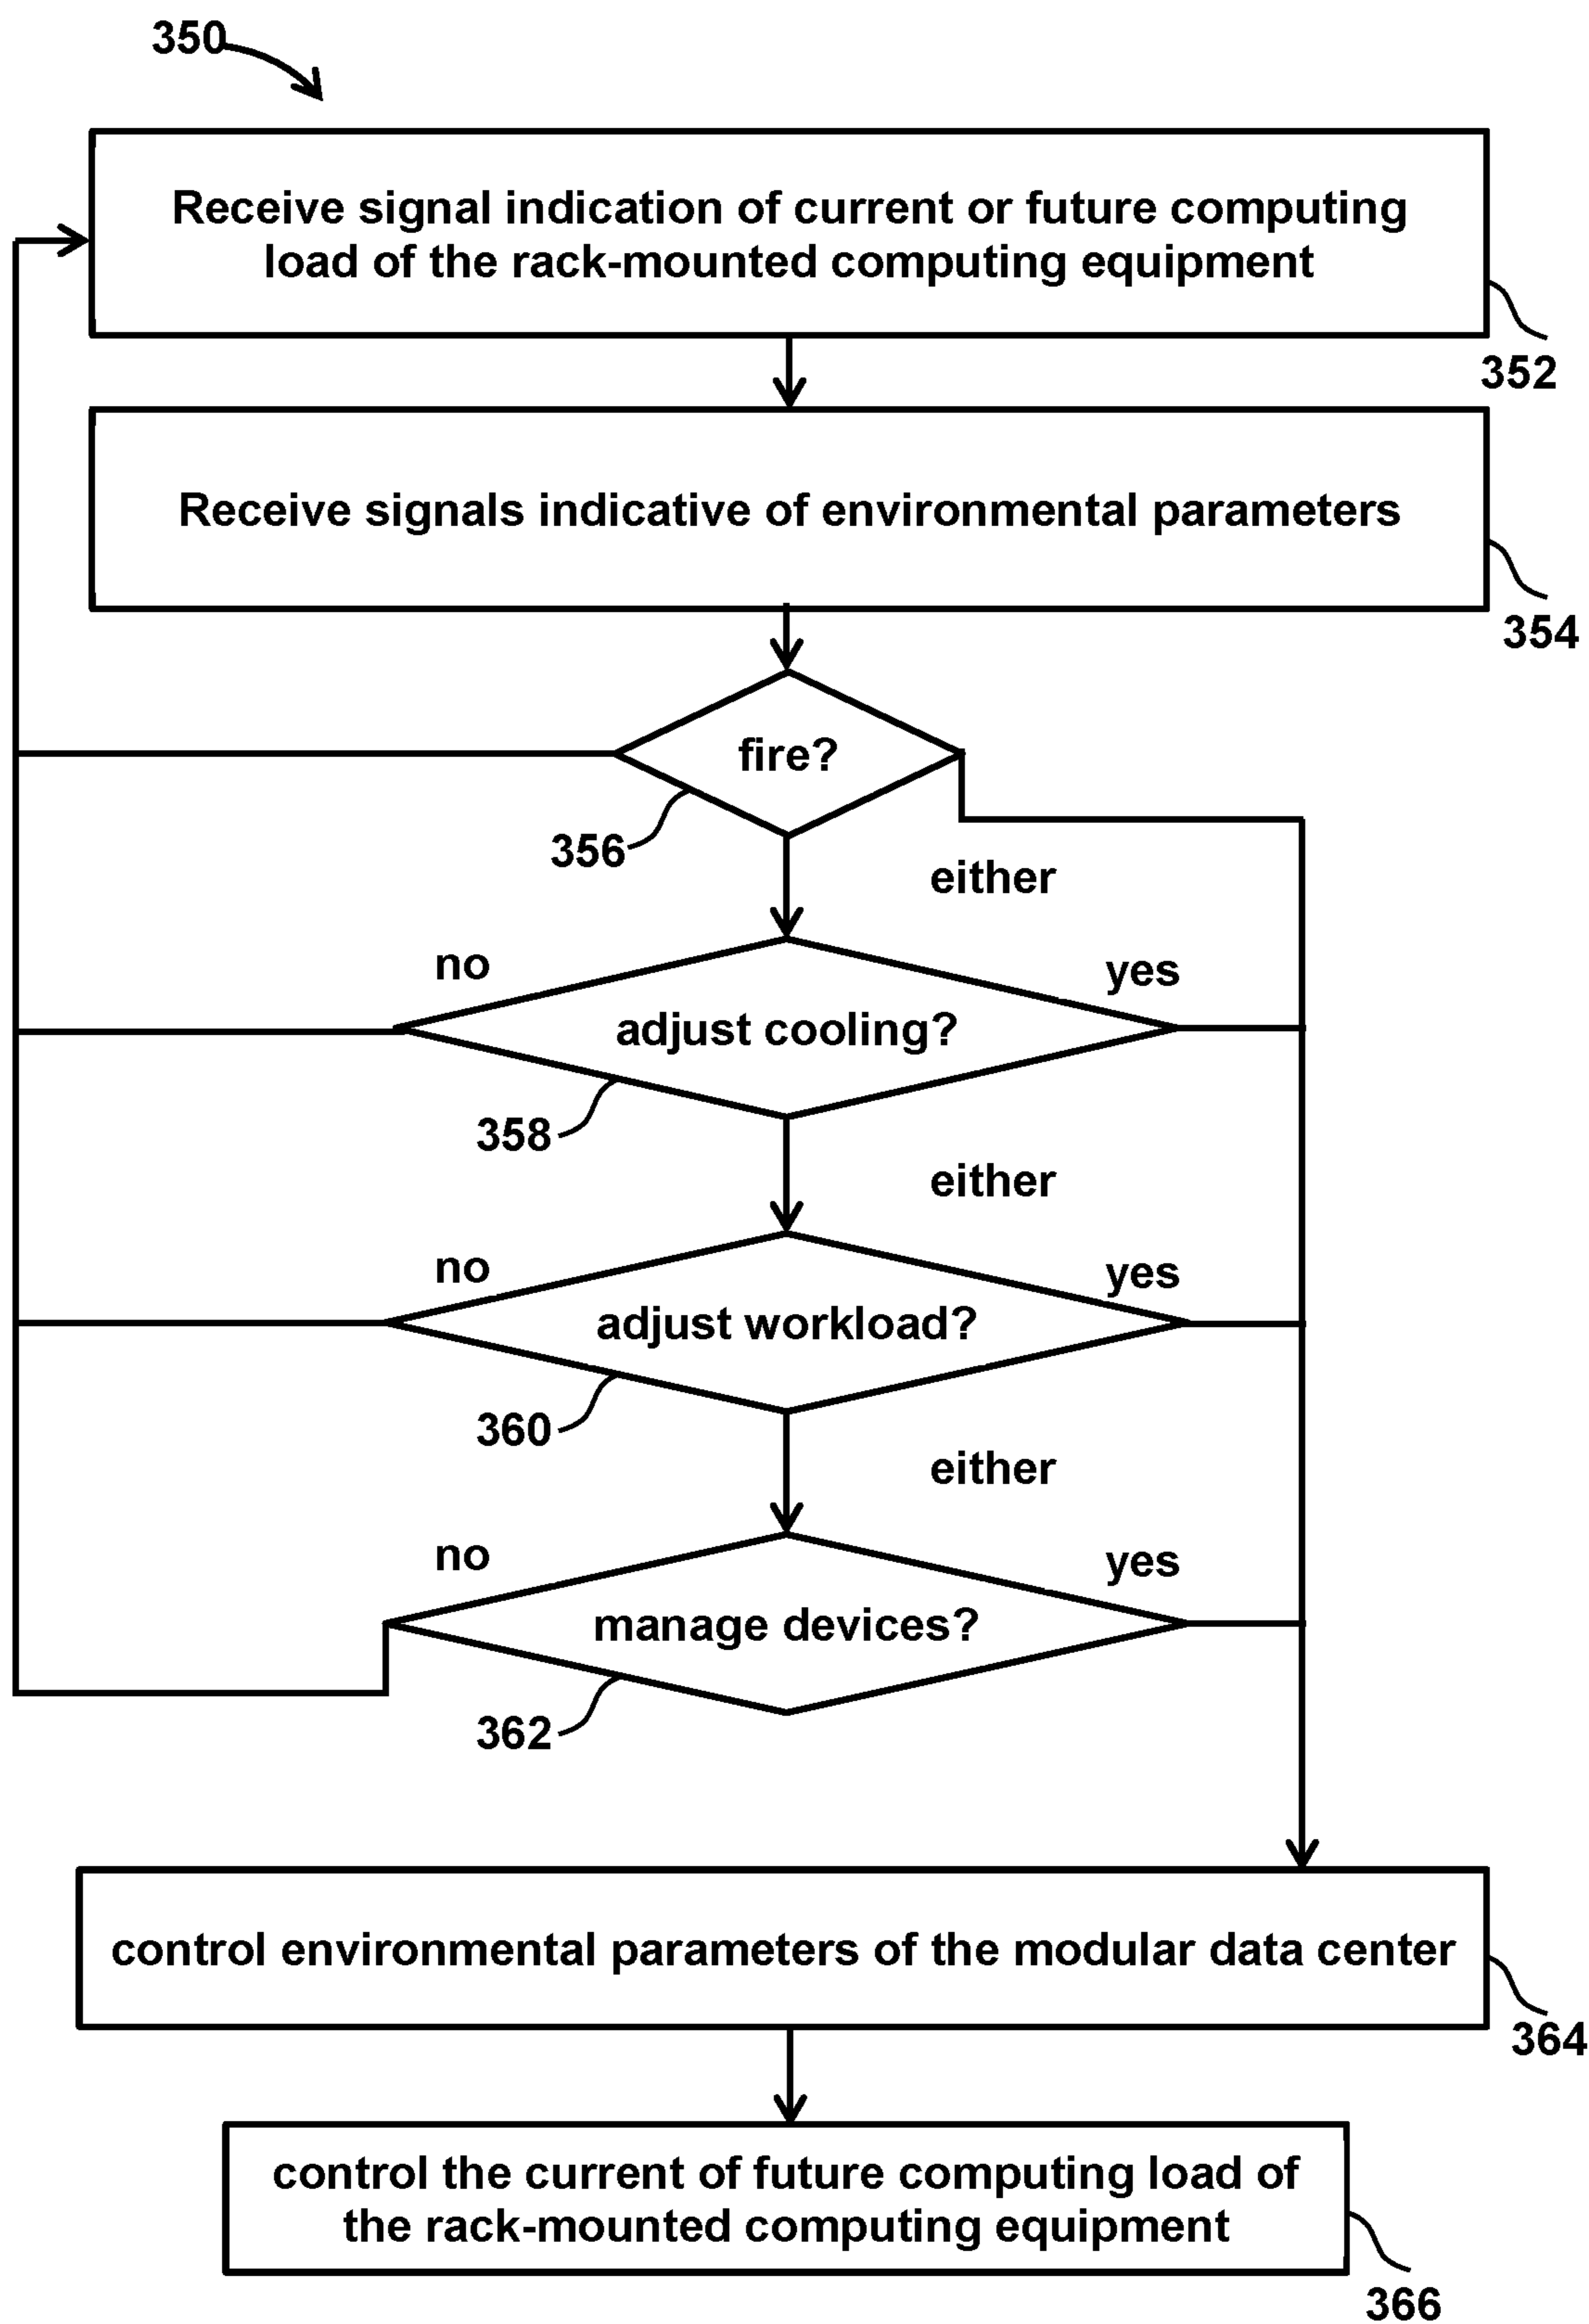 350
Receive signal indication of current or future computing
load of the rack-mounted computing equipment
352
Receive signals indicative of environmental parameters
354
fire?
356
either
no
yes
adjust cooling?
358
either
no
yes
adjust workload?
360
either
no
yes
manage devices?
362
control environmental parameters of the modular data center
364
control the current of future computing load of
the rack-mounted computing equipment
366